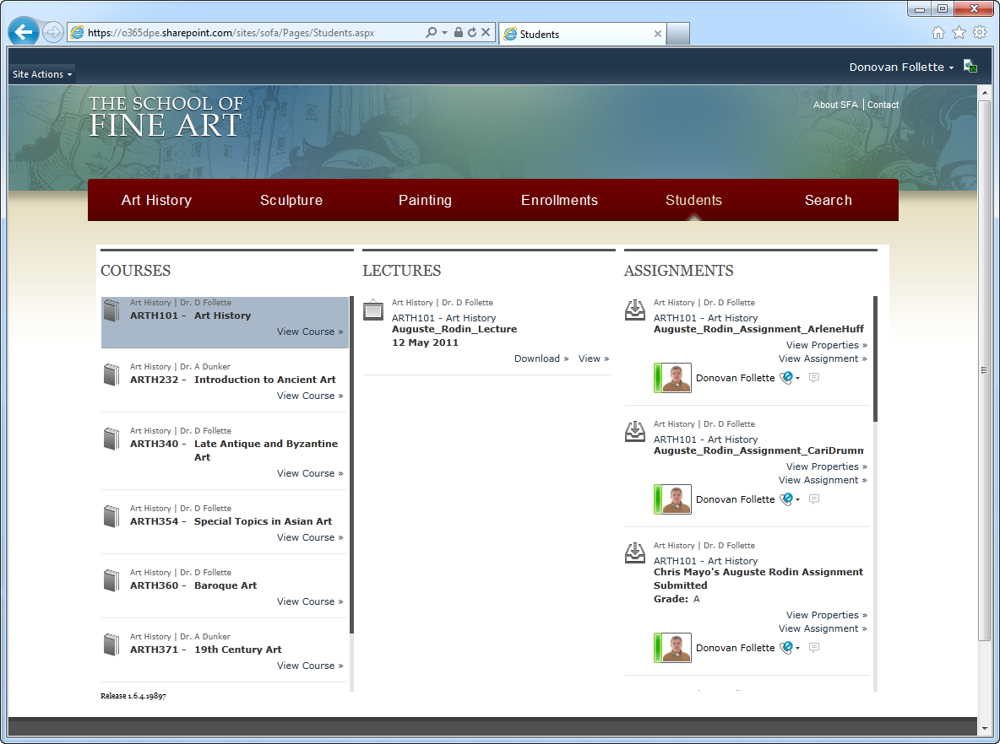 https://o365dpe.sharepoint.com/sites/sofa/Pages/Students.aspx
Students
Site Actions
Donovan Follette
THE SCHOOL OF
FINE ART
About SFA | Contact
Art History
Sculpture
Painting
Enrollments
Students
Search
COURSES
Art History | Dr. D Follette
ARTH101 - Art History
View Course »
Art History | Dr. A Dunker
ARTH232 - Introduction to Ancient Art
View Course »
Art History | Dr. D Follette
ARTH340 - Late Antique and Byzantine
Art
View Course »
Art History | Dr. D Follette
ARTH354 - Special Topics in Asian Art
View Course »
Art History | Dr. D Follette
ARTH360 - Baroque Art
View Course »
Art History | Dr. A Dunker
ARTH371 - 19th Century Art
View Course »
LECTURES
Art History | Dr. D Follette
ARTH101 - Art History
Auguste_Rodin_Lecture
12 May 2011
Download » View »
ASSIGNMENTS
Art History | Dr. D Follette
ARTH101 - Art History
Auguste_Rodin_Assignment_ArleneHuff
View Properties »
View Assignment »
Donovan Follette
Art History | Dr. D Follette
ARTH101 - Art History
Auguste_Rodin_Assignment_CariDrumm
View Properties »
View Assignment »
Donovan Follette
Art History | Dr. D Follette
ARTH101 - Art History
Chris Mayo's Auguste Rodin Assignment
Submitted
Grade: A
View Properties »
View Assignment »
Donovan Follette
Release 1.6.4.19897